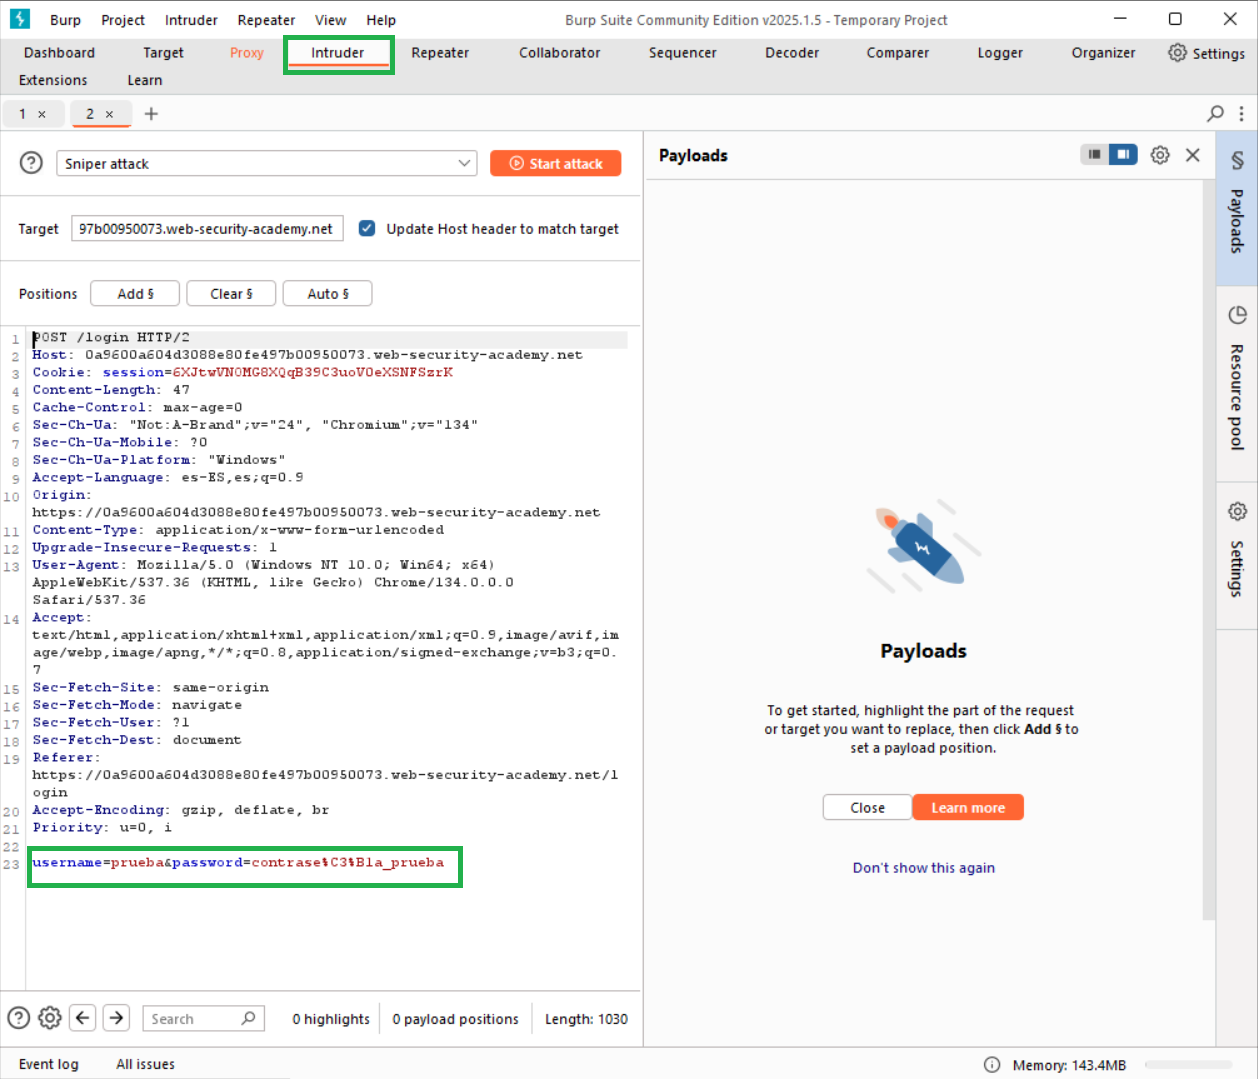 Burp Project Intruder Repeater View Help Burp Suite Community Edition v2025.1.5 - Temporary Project
Dashboard Target Proxy Intruder Repeater Collaborator Sequencer Decoder Comparer Logger Organizer Settings
Extensions Learn
1 × 2 × +
? Sniper attack Start attack
Target 97b00950073.web-security-academy.net Update Host header to match target
Positions Add § Clear § Auto §
1 POST /login HTTP/2
2 Host: 0a9600a604d3088e80fe497b00950073.web-security-academy.net
3 Cookie: session=6XJtwVN0MG8XQqB39C3uoV0eXSNFSzrK
4 Content-Length: 47
5 Cache-Control: max-age=0
6 Sec-Ch-Ua: "Not:A-Brand";v="24", "Chromium";v="134"
7 Sec-Ch-Ua-Mobile: ?0
8 Sec-Ch-Ua-Platform: "Windows"
9 Accept-Language: es-ES,es;q=0.9
10 Origin:
https://0a9600a604d3088e80fe497b00950073.web-security-academy.net
11 Content-Type: application/x-www-form-urlencoded
12 Upgrade-Insecure-Requests: 1
13 User-Agent: Mozilla/5.0 (Windows NT 10.0; Win64; x64)
AppleWebKit/537.36 (KHTML, like Gecko) Chrome/134.0.0.0
Safari/537.36
14 Accept:
text/html,application/xhtml+xml,application/xml;q=0.9,image/avif,im
age/webp,image/apng,*/*;q=0.8,application/signed-exchange;v=b3;q=0.
7
15 Sec-Fetch-Site: same-origin
16 Sec-Fetch-Mode: navigate
17 Sec-Fetch-User: ?1
18 Sec-Fetch-Dest: document
19 Referer:
https://0a9600a604d3088e80fe497b00950073.web-security-academy.net/l
ogin
20 Accept-Encoding: gzip, deflate, br
21 Priority: u=0, i
22
23 username=prueba&password=contrase%C3%B1a_prueba
? Search 0 highlights 0 payload positions Length: 1030
Payloads
Payloads
To get started, highlight the part of the request
or target you want to replace, then click Add § to
set a payload position.
Close Learn more
Don't show this again
§ Payloads
Resource pool
Settings
Event log All issues Memory: 143.4MB